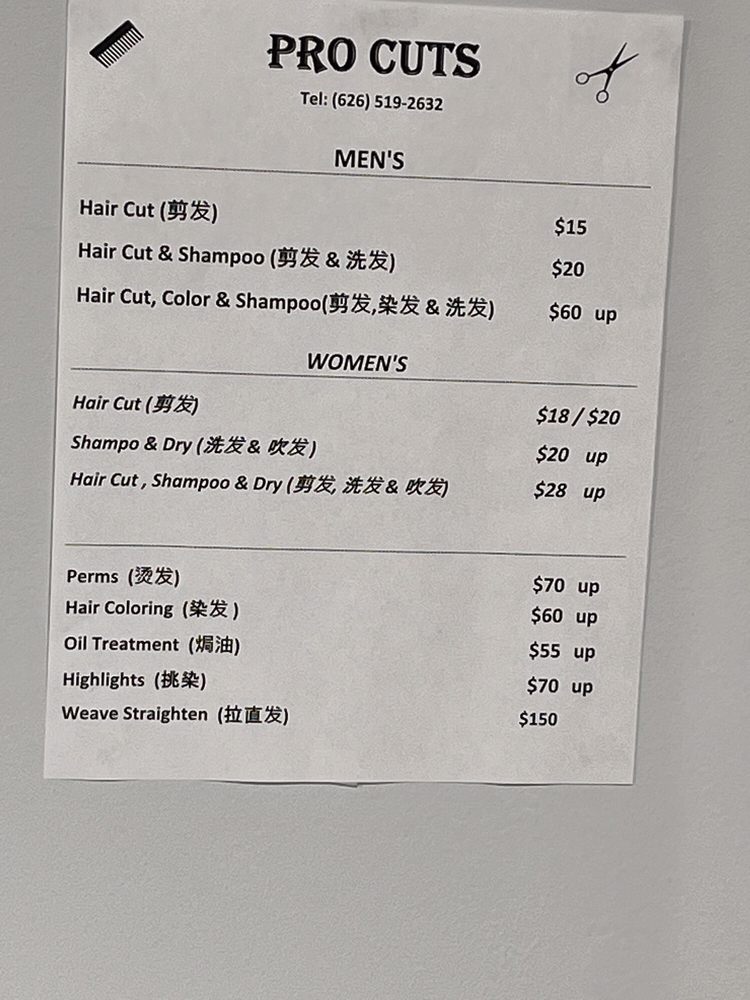 PRO CUTS
Tel: (626) 519-2632
MEN'S
Hair Cut (剪发) $15
Hair Cut & Shampoo (剪发 & 洗发) $20
Hair Cut, Color & Shampoo(剪发,染发 & 洗发) $60 up
WOMEN'S
Hair Cut (剪发) $18 / $20
Shampo & Dry (洗发 & 吹发) $20 up
Hair Cut , Shampoo & Dry (剪发, 洗发 & 吹发) $28 up
Perms (烫发) $70 up
Hair Coloring (染发 ) $60 up
Oil Treatment (焗油) $55 up
Highlights (挑染) $70 up
Weave Straighten (拉直发) $150